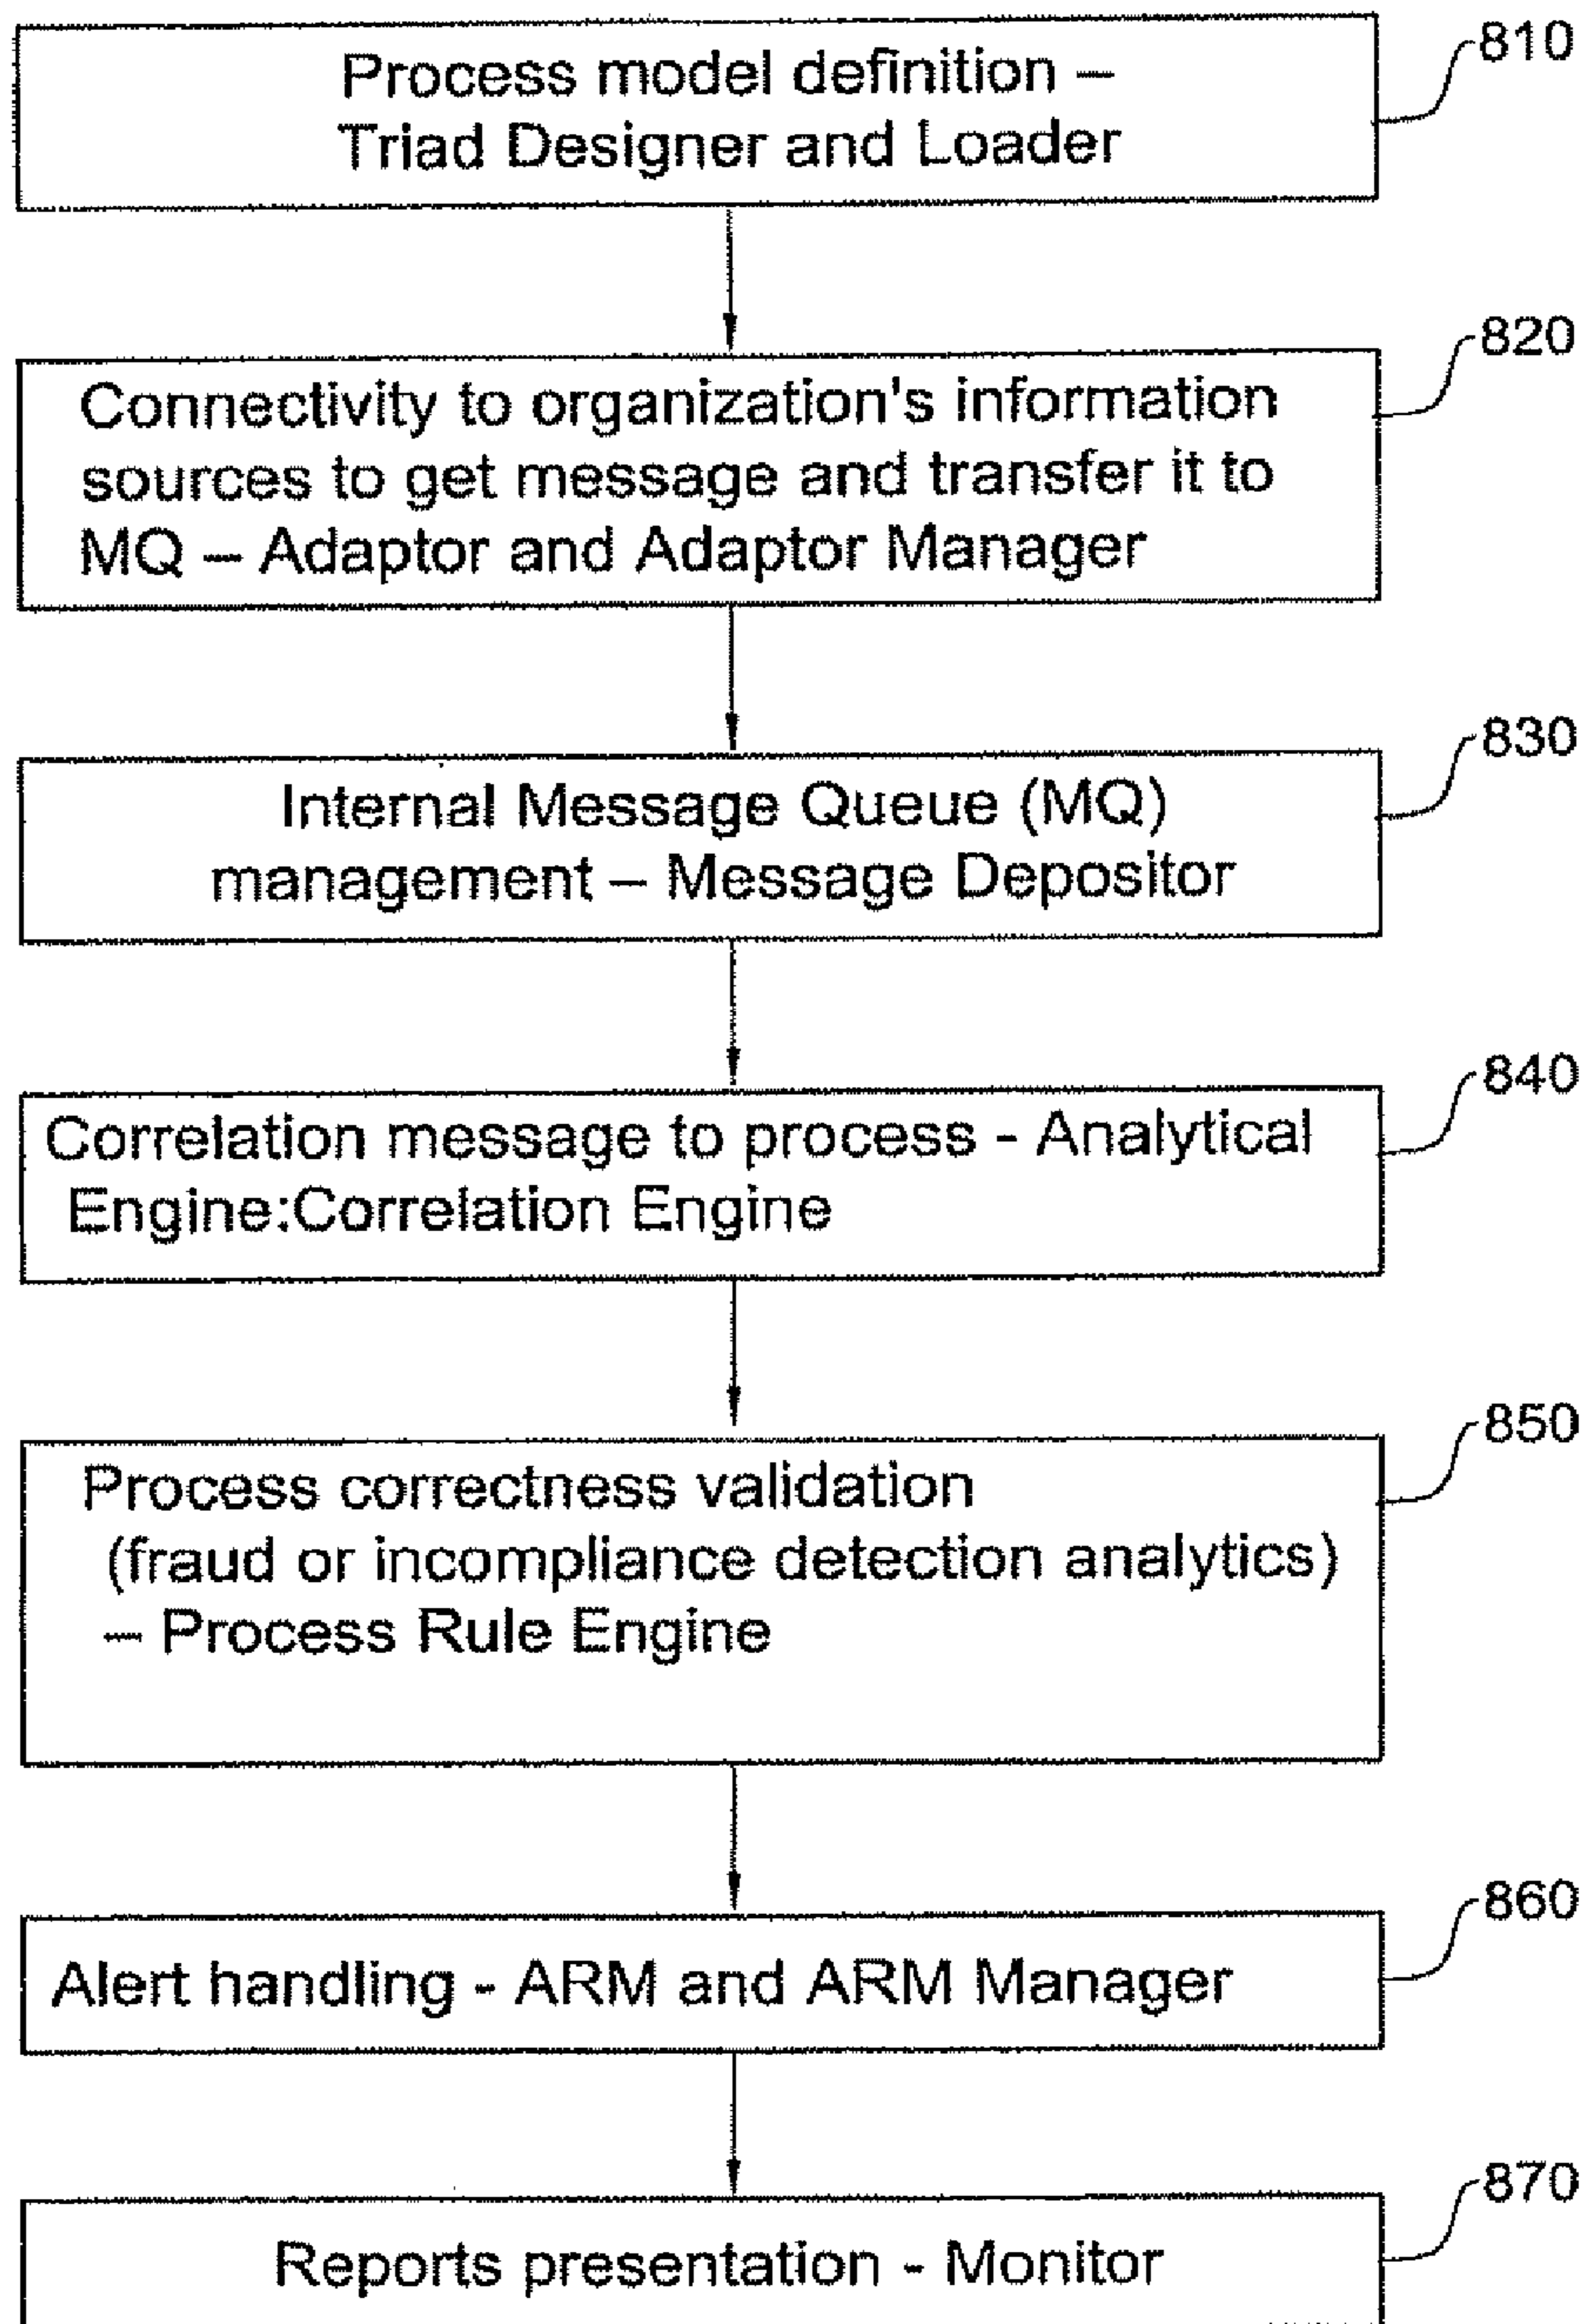 Process model definition –
Triad Designer and Loader
810
Connectivity to organization's information
sources to get message and transfer it to
MQ – Adaptor and Adaptor Manager
820
Internal Message Queue (MQ)
management – Message Depositor
830
Correlation message to process - Analytical
Engine:Correlation Engine
840
Process correctness validation
(fraud or incompliance detection analytics)
– Process Rule Engine
850
Alert handling - ARM and ARM Manager
860
Reports presentation - Monitor
870